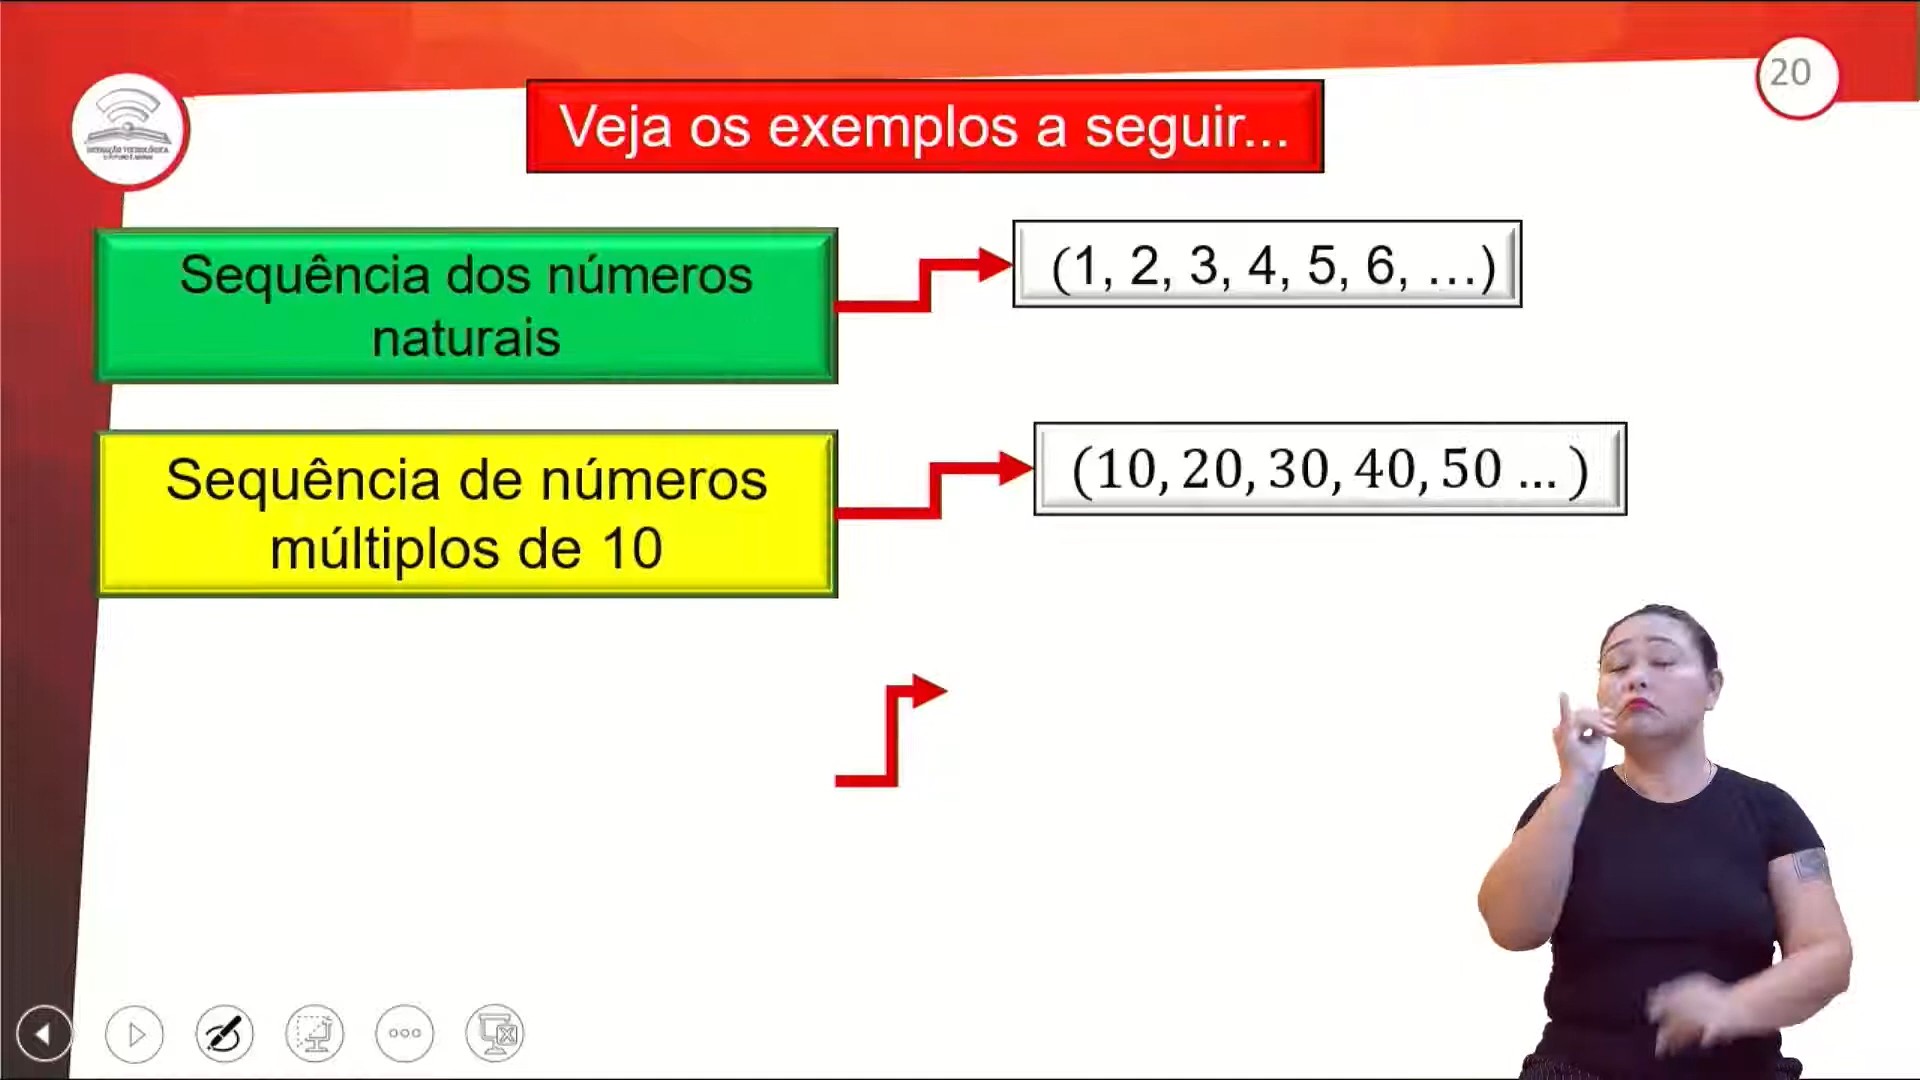 20
Veja os exemplos a seguir...
Sequência dos números
naturais
(1, 2, 3, 4, 5, 6, ...)
Sequência de números
múltiplos de 10
(10, 20, 30, 40, 50 ... )